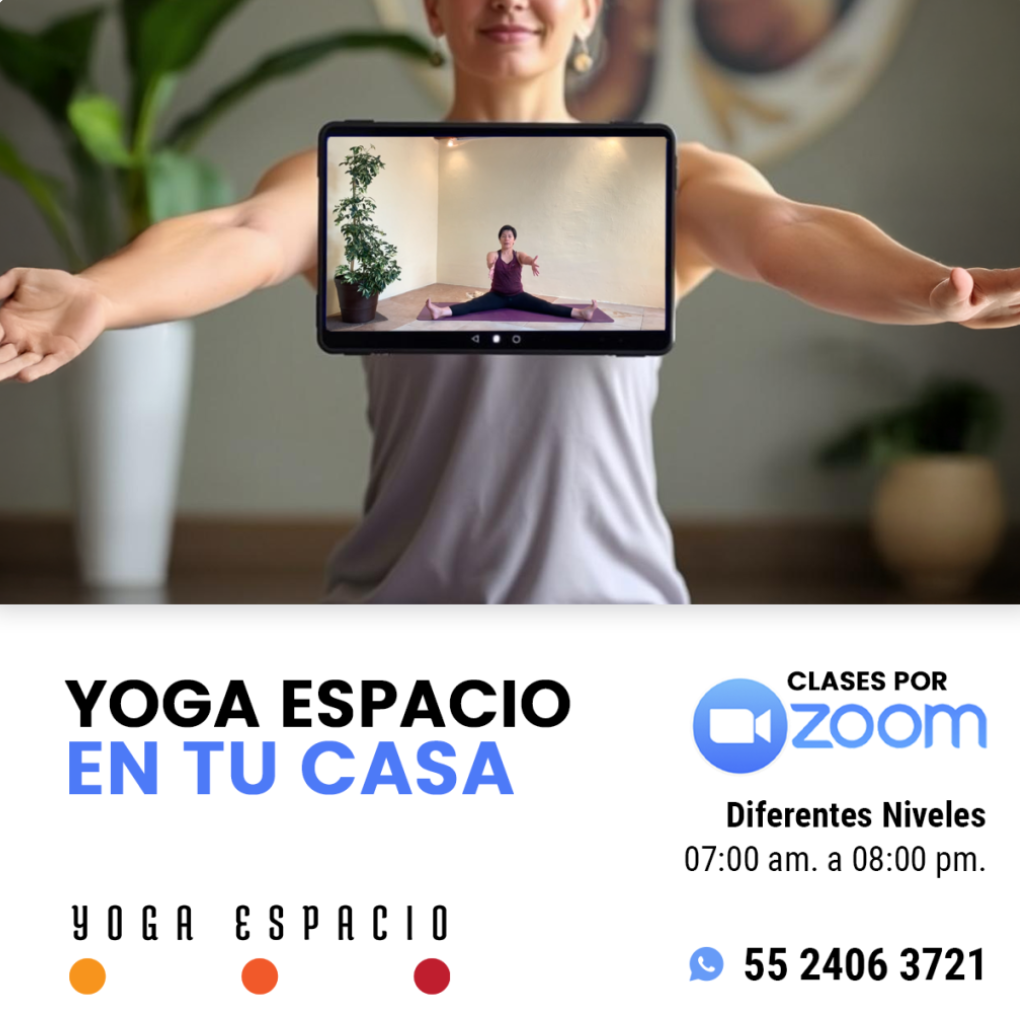 YOGA ESPACIO
EN TU CASA
CLASES POR
zoom
Diferentes Niveles
07:00 am. a 08:00 pm.
YOGA ESPACIO
55 2406 3721